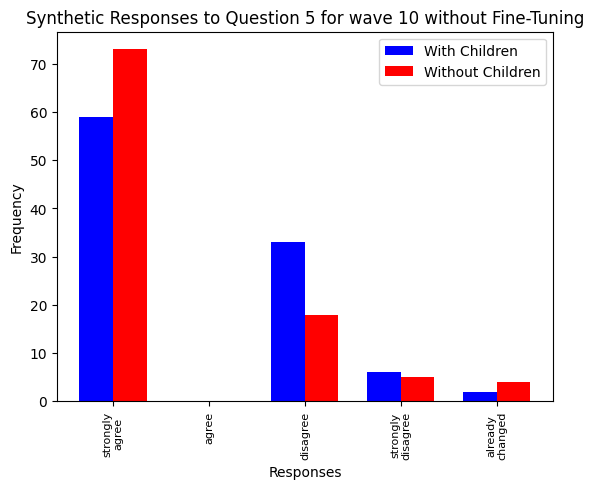 Synthetic Responses to Question 5 for wave 10 without Fine-Tuning
With Children
Without Children
Frequency
70
60
50
40
30
20
10
0
strongly
agree
agree
disagree
strongly
disagree
already
changed
Responses